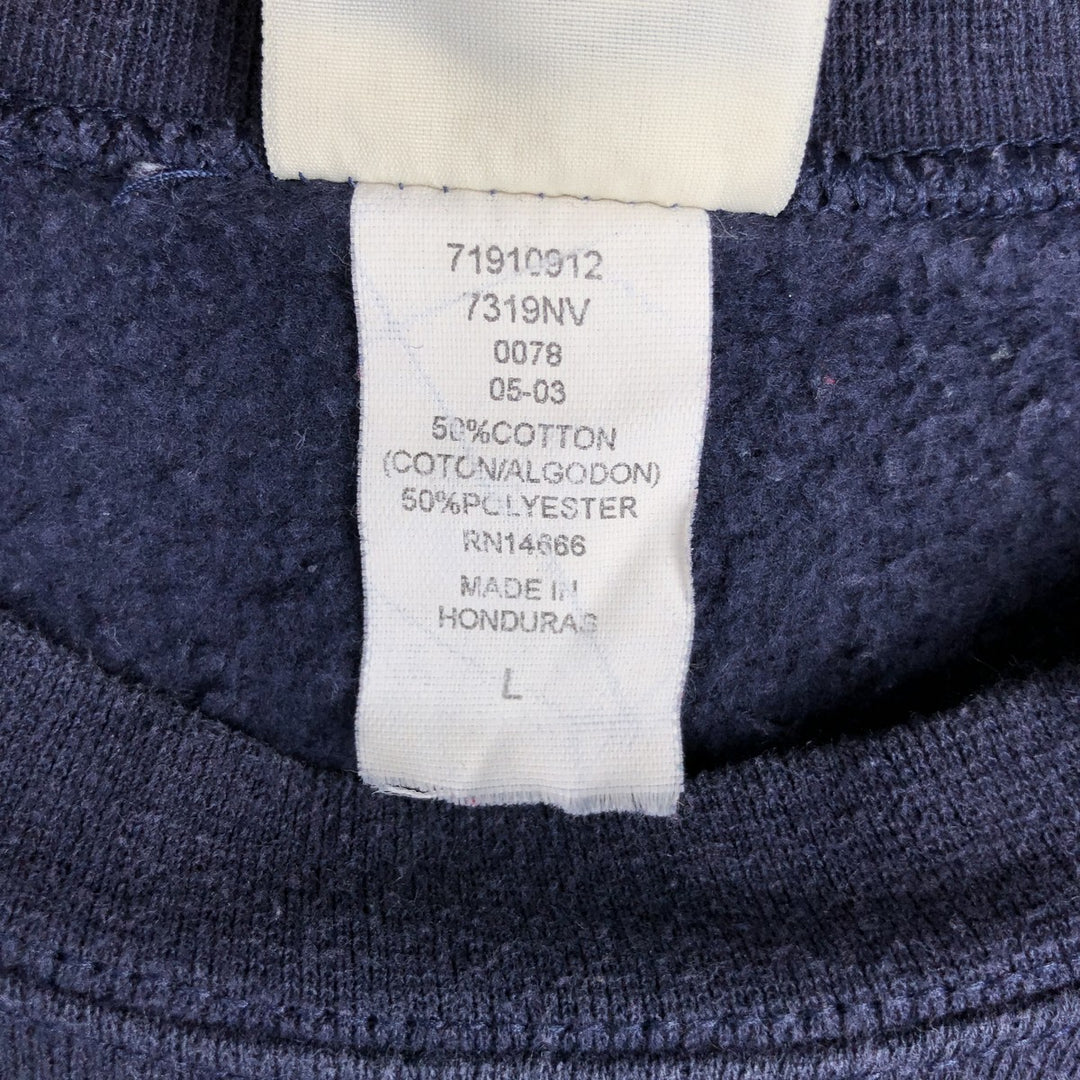 71910912
7319NV
0078
05-03
50%COTTON
(COTON/ALGODON)
50%POLYESTER
RN14666
MADE IN
HONDURAS
L